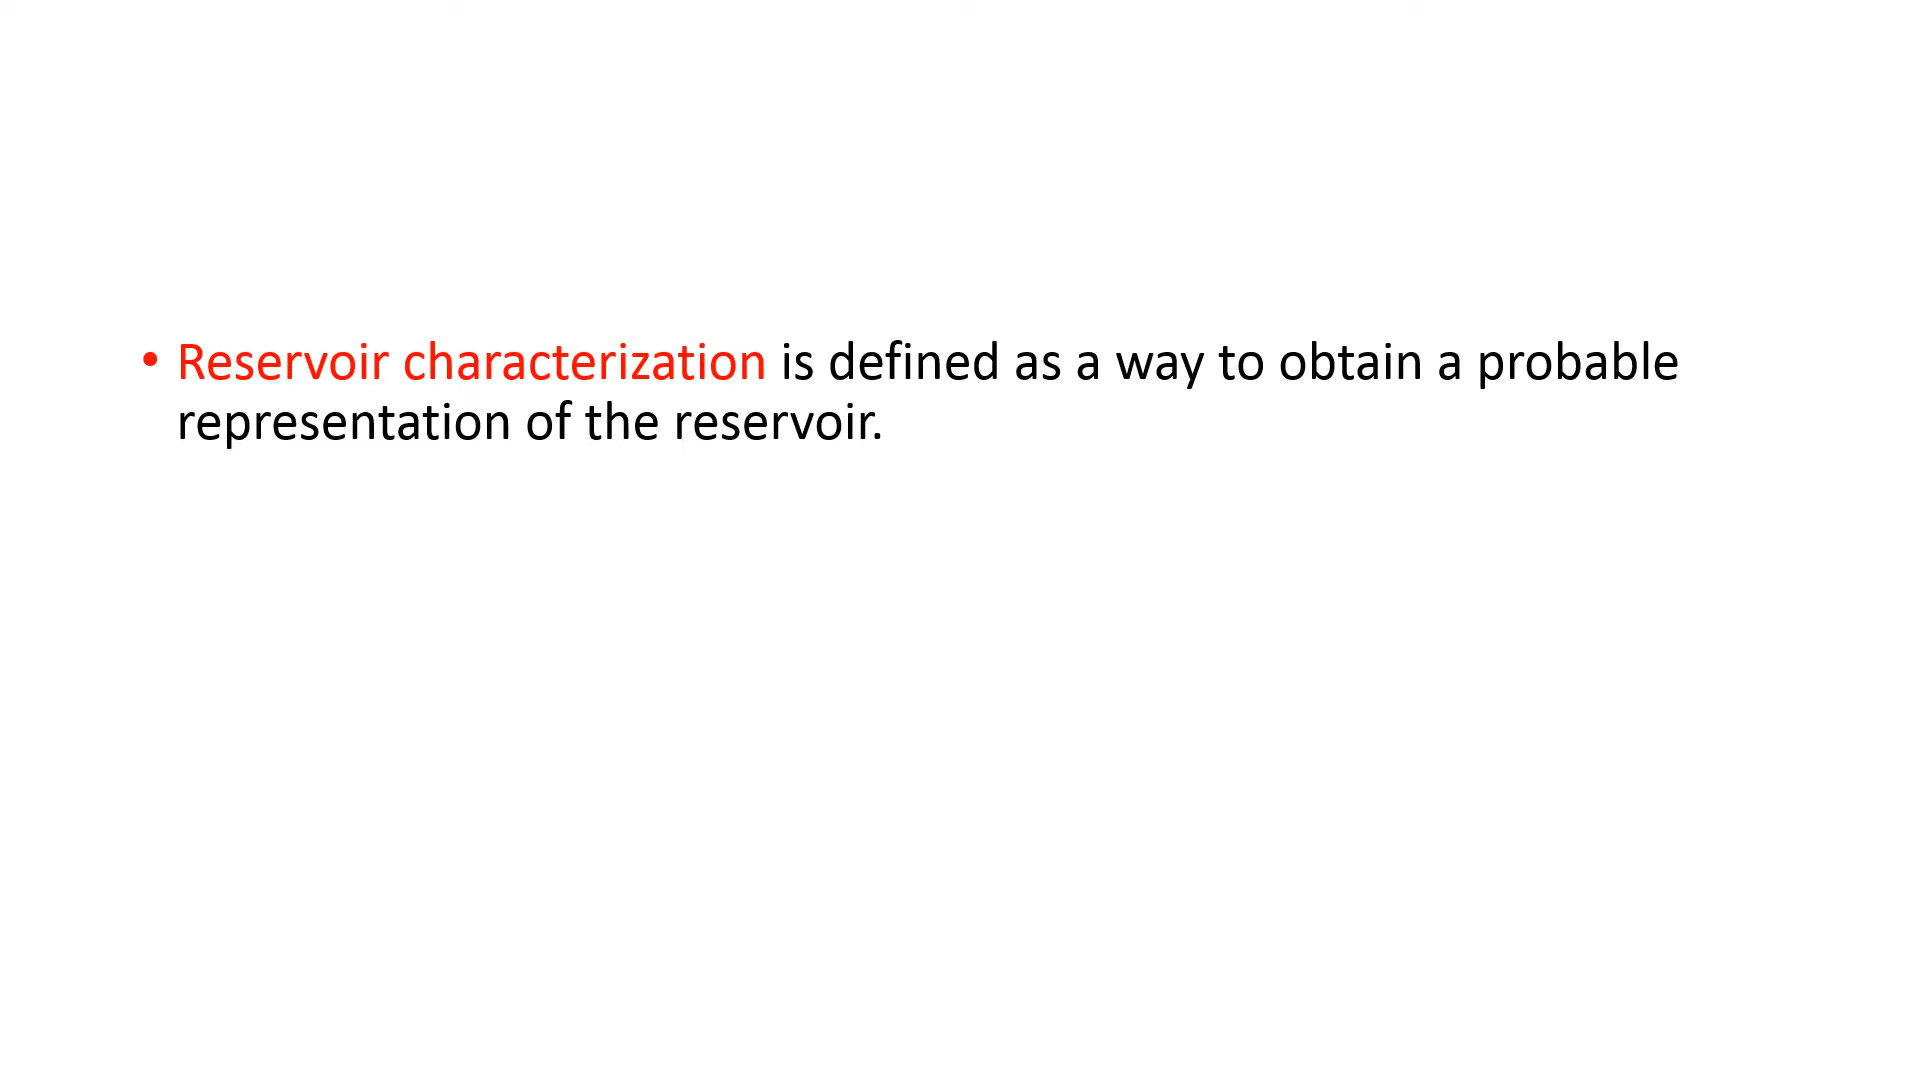 • Reservoir characterization is defined as a way to obtain a probable
representation of the reservoir.